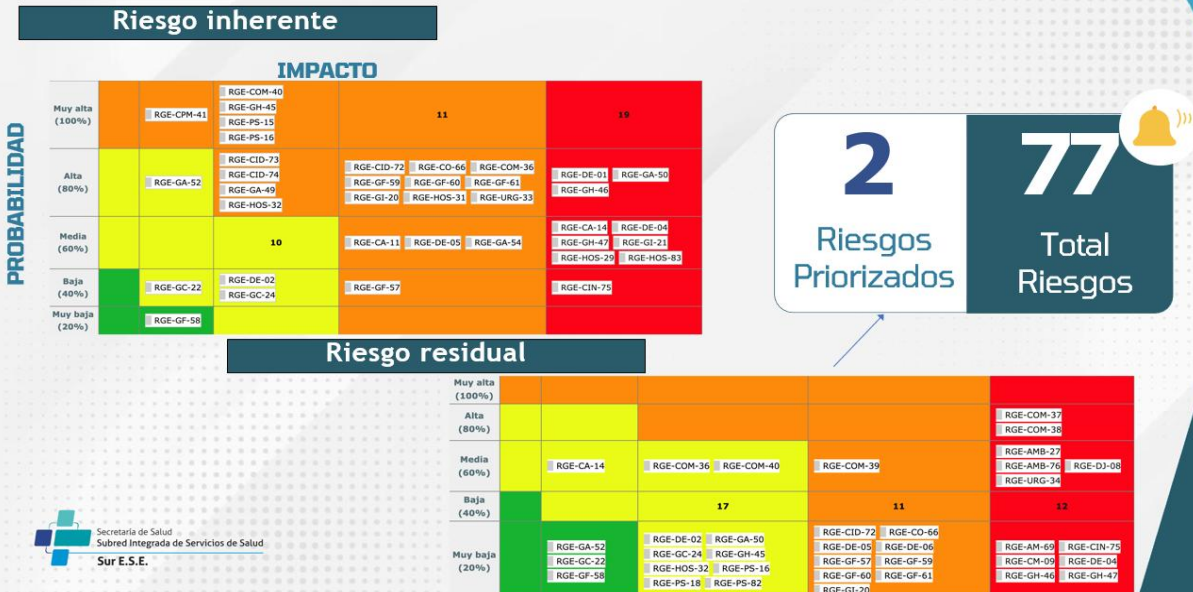 Riesgo inherente
IMPACTO
PROBABILIDAD
Muy alta (100%)
RGE-CPM-41
RGE-COM-40
RGE-GH-45
RGE-PS-15
RGE-PS-16
11
19
Alta (80%)
RGE-GA-52
RGE-CID-73
RGE-CID-74
RGE-GA-49
RGE-HOS-32
RGE-CID-72 RGE-CO-66 RGE-COM-36
RGE-GF-59 RGE-GF-60 RGE-GF-61
RGE-GI-20 RGE-HOS-31 RGE-URG-33
RGE-DE-01 RGE-GA-50
RGE-GH-46
Media (60%)
10
RGE-CA-11 RGE-DE-05 RGE-GA-54
RGE-CA-14 RGE-DE-04
RGE-GH-47 RGE-GI-21
RGE-HOS-29 RGE-HOS-83
Baja (40%)
RGE-GC-22
RGE-DE-02
RGE-GC-24
RGE-GF-57
RGE-CIN-75
Muy baja (20%)
RGE-GF-58
2
Riesgos
Priorizados
77
Total
Riesgos
Riesgo residual
Muy alta (100%)
Alta (80%)
RGE-COM-37
RGE-COM-38
Media (60%)
RGE-CA-14
RGE-COM-36 RGE-COM-40
RGE-COM-39
RGE-AMB-27
RGE-AMB-76 RGE-DJ-08
RGE-URG-34
Baja (40%)
17
11
12
Muy baja (20%)
RGE-GA-52
RGE-GC-22
RGE-GF-58
RGE-DE-02 RGE-GA-50
RGE-GC-24 RGE-GH-45
RGE-HOS-32 RGE-PS-16
RGE-PS-18 RGE-PS-82
RGE-CID-72 RGE-CO-66
RGE-DE-05 RGE-DE-06
RGE-GF-57 RGE-GF-59
RGE-GF-60 RGE-GF-61
RGE-GI-20
RGE-AM-69 RGE-CIN-75
RGE-CM-09 RGE-DE-04
RGE-GH-46 RGE-GH-47
Secretaría de Salud
Subred Integrada de Servicios de Salud
Sur E.S.E.